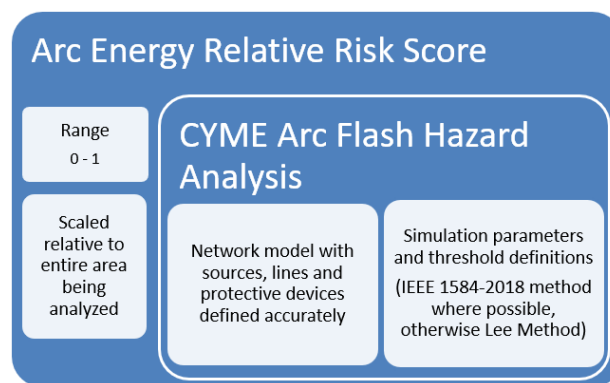 Arc Energy Relative Risk Score
Range
0 - 1
Scaled
relative to
entire area
being
analyzed
CYME Arc Flash Hazard
Analysis
Network model with
sources, lines and
protective devices
defined accurately
Simulation parameters
and threshold definitions
(IEEE 1584-2018 method
where possible,
otherwise Lee Method)